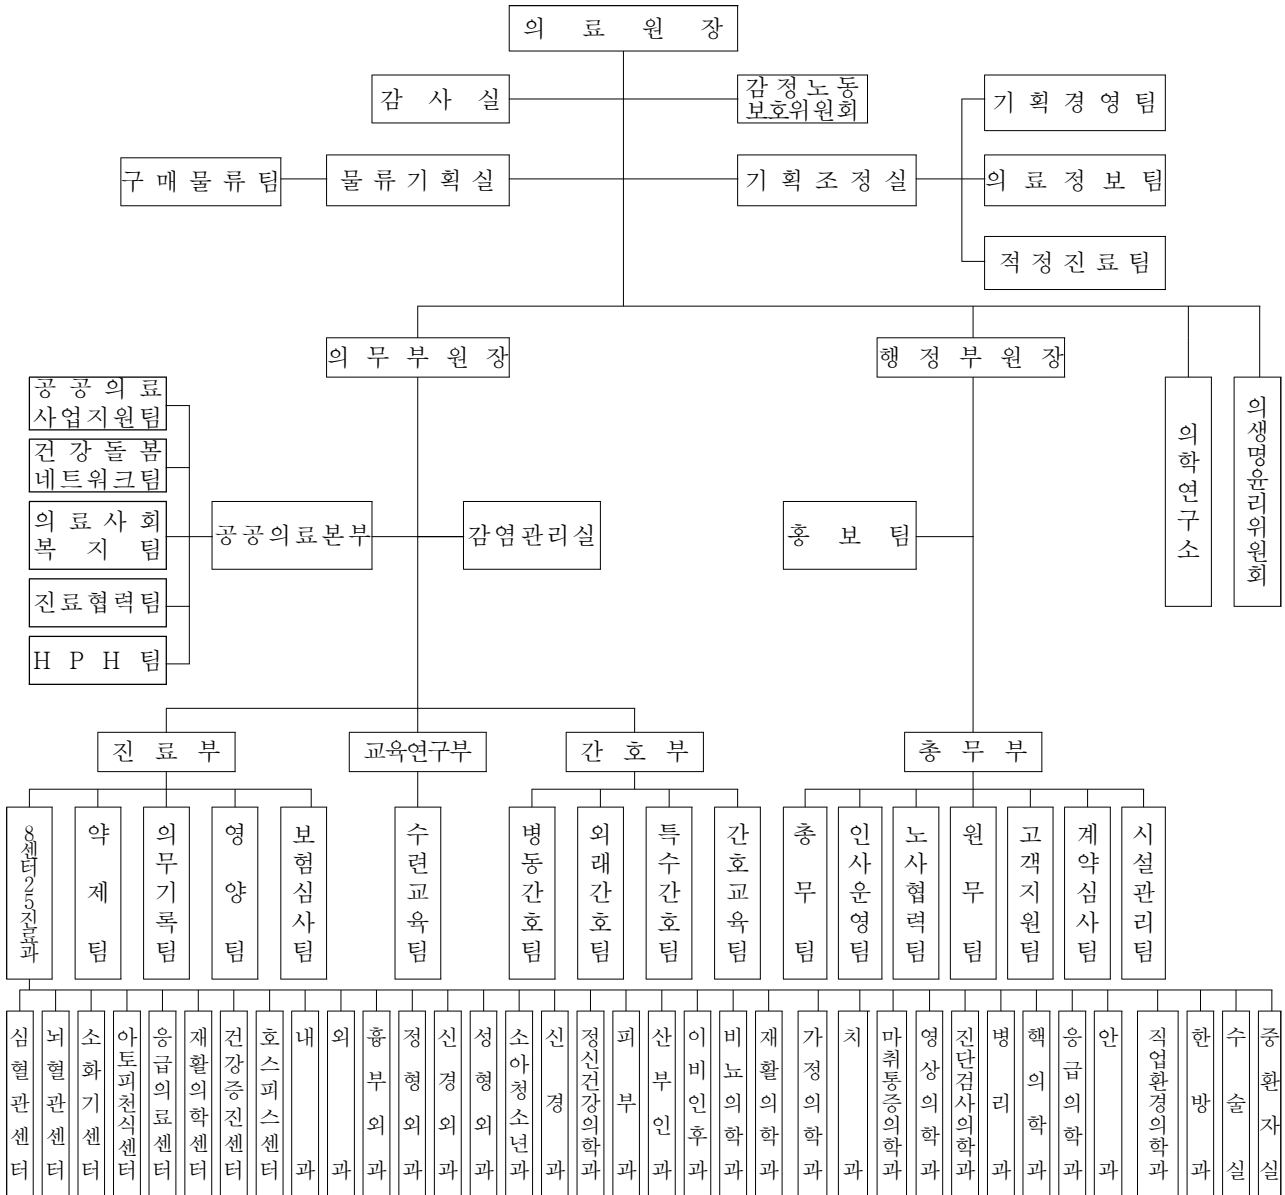 의료원장
감사실
감정노동
보호위원회
기획경영팀
구매물류팀
물류기획실
기획조정실
의료정보팀
적정진료팀
의무부원장
행정부원장
의학연구소
의생명윤리위원회
공공의료
사업지원팀
건강돌봄
네트워크팀
의료사회
복지팀
진료협력팀
HPH팀
공공의료본부
감염관리실
홍보팀
진료부
교육연구부
간호부
총무부
8센터25진료과
약제팀
의무기록팀
영양팀
보험심사팀
수련교육팀
병동간호팀
외래간호팀
특수간호팀
간호교육팀
총무팀
인사운영팀
노사협력팀
원무팀
고객지원팀
계약심사팀
시설관리팀
심혈관센터
뇌혈관센터
소화기센터
아토피천식센터
응급의료센터
재활의학센터
건강증진센터
호스피스센터
내과
외과
흉부외과
정형외과
신경외과
성형외과
소아청소년과
신경과
정신건강의학과
피부과
산부인과
이비인후과
비뇨의학과
재활의학과
가정의학과
치과
마취통증의학과
영상의학과
진단검사의학과
병리과
핵의학과
응급의학과
안과
직업환경의학과
한방과
수술실
중환자실